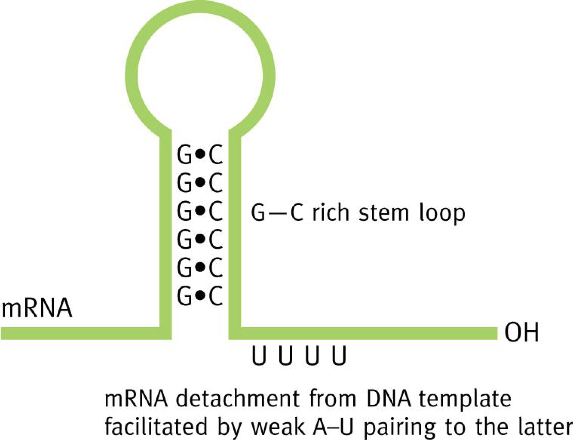 G•C
G•C
G•C
G—C rich stem loop
G•C
G•C
G•C
mRNA
OH
U U U U
mRNA detachment from DNA template
facilitated by weak A–U pairing to the latter